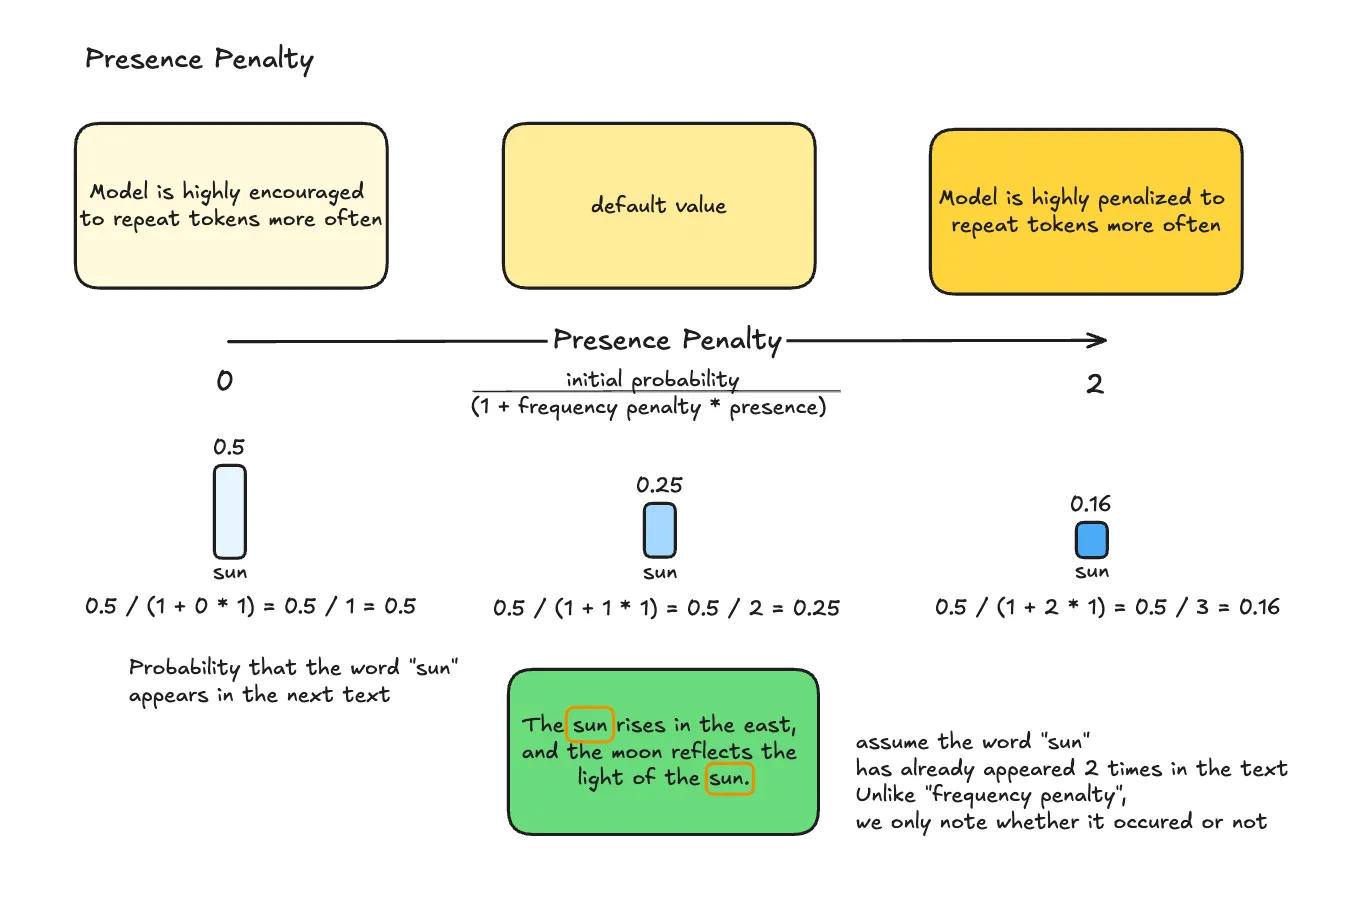 Presence Penalty
Model is highly encouraged
to repeat tokens more often
default value
Model is highly penalized to
repeat tokens more often
Presence Penalty
0
initial probability
(1 + frequency penalty * presence)
2
0.5
sun
0.5 / (1 + 0 * 1) = 0.5 / 1 = 0.5
0.25
sun
0.5 / (1 + 1 * 1) = 0.5 / 2 = 0.25
0.16
sun
0.5 / (1 + 2 * 1) = 0.5 / 3 = 0.16
Probability that the word "sun"
appears in the next text
The sun rises in the east,
and the moon reflects the
light of the sun.
assume the word "sun"
has already appeared 2 times in the text
Unlike "frequency penalty",
we only note whether it occured or not